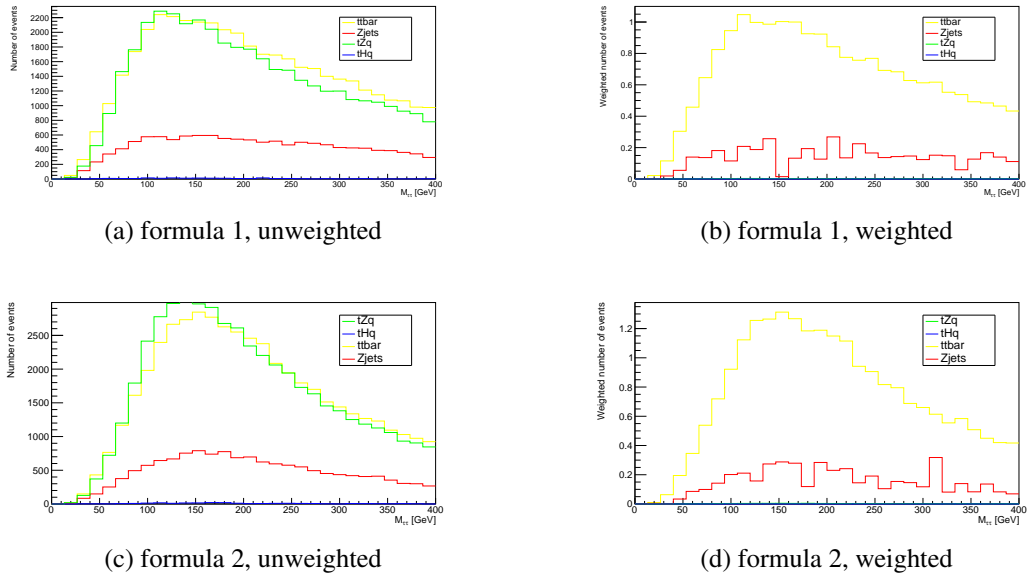 Number of events
2200
2000
1800
1600
1400
1200
1000
800
600
400
200
0
0 50 100 150 200 250 300 350 400
M_ττ [GeV]
ttbar
Zjets
tZq
tHq
(a) formula 1, unweighted
Weighted number of events
1
0.8
0.6
0.4
0.2
0
0 50 100 150 200 250 300 350 400
M_ττ [GeV]
ttbar
Zjets
tZq
tHq
(b) formula 1, weighted
Number of events
2500
2000
1500
1000
500
0
0 50 100 150 200 250 300 350 400
M_ττ [GeV]
tZq
tHq
ttbar
Zjets
(c) formula 2, unweighted
Weighted number of events
1.2
1
0.8
0.6
0.4
0.2
0
0 50 100 150 200 250 300 350 400
M_ττ [GeV]
tZq
tHq
ttbar
Zjets
(d) formula 2, weighted